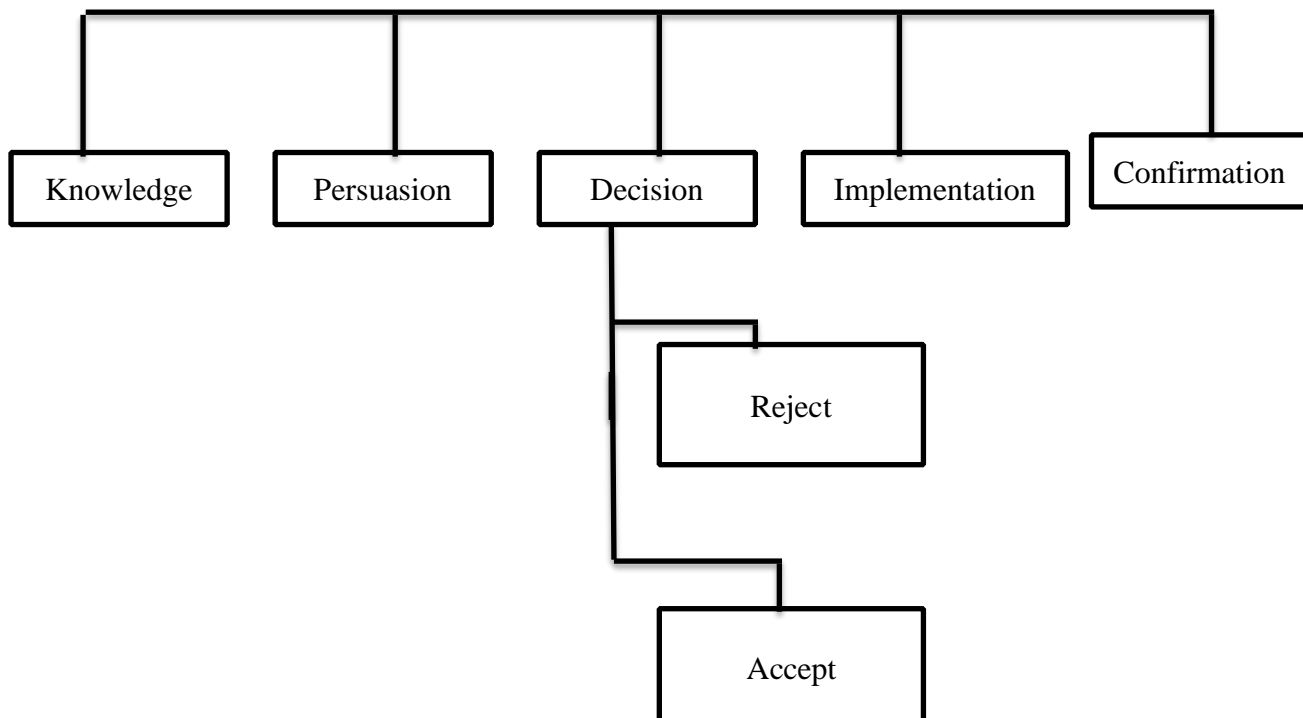 Knowledge
Persuasion
Decision
Implementation
Confirmation
Reject
Accept